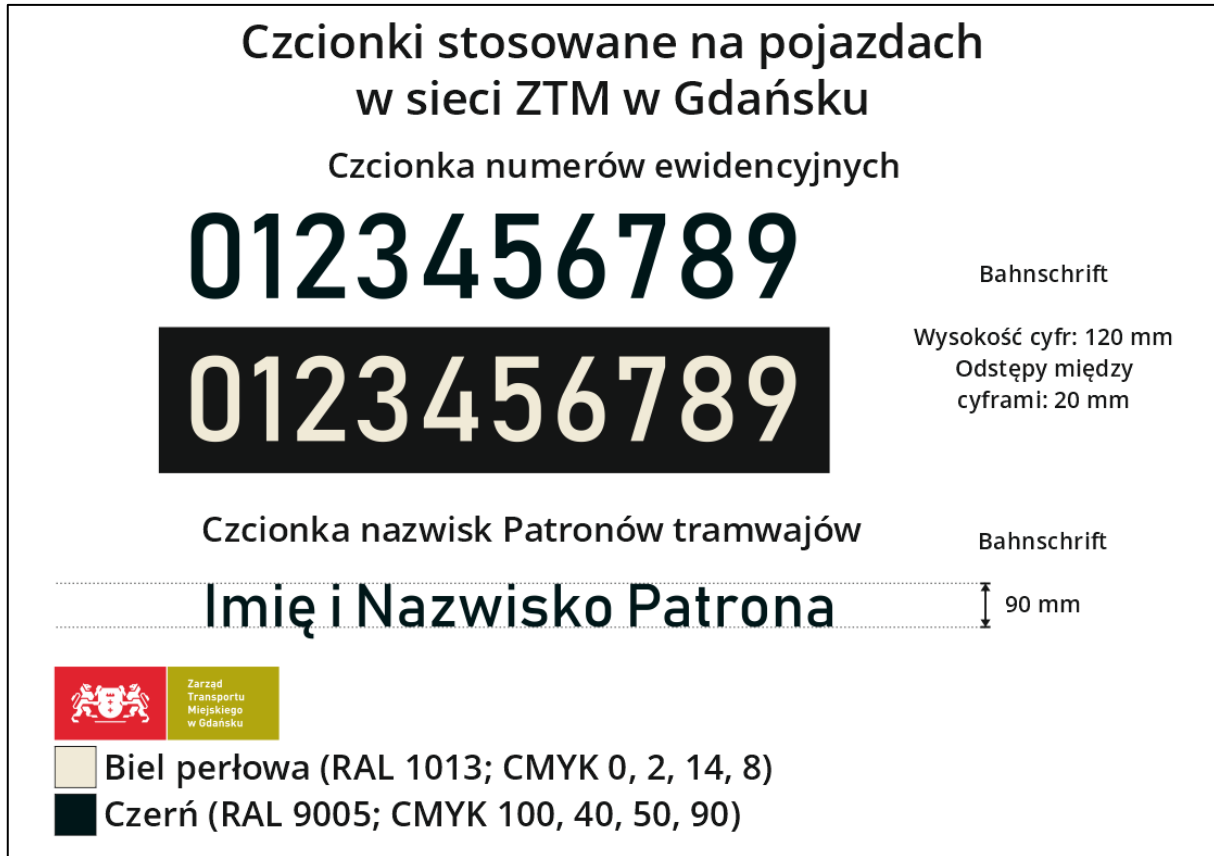 Czcionki stosowane na pojazdach
w sieci ZTM w Gdańsku
Czcionka numerów ewidencyjnych
0123456789
Bahnschrift
Wysokość cyfr: 120 mm
Odstępy między
cyframi: 20 mm
0123456789
Czcionka nazwisk Patronów tramwajów
Bahnschrift
Imię i Nazwisko Patrona
90 mm
Zarząd
Transportu
Miejskiego
w Gdańsku
Biel perłowa (RAL 1013; CMYK 0, 2, 14, 8)
Czerń (RAL 9005; CMYK 100, 40, 50, 90)